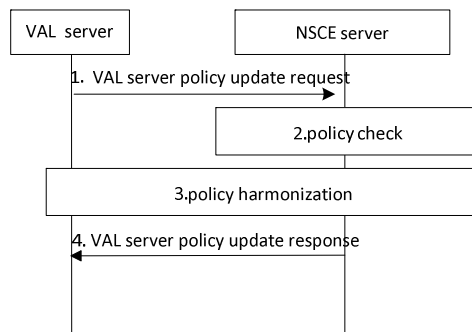 VAL server
NSCE server
1. VAL server policy update request
2.policy check
3.policy harmonization
4. VAL server policy update response